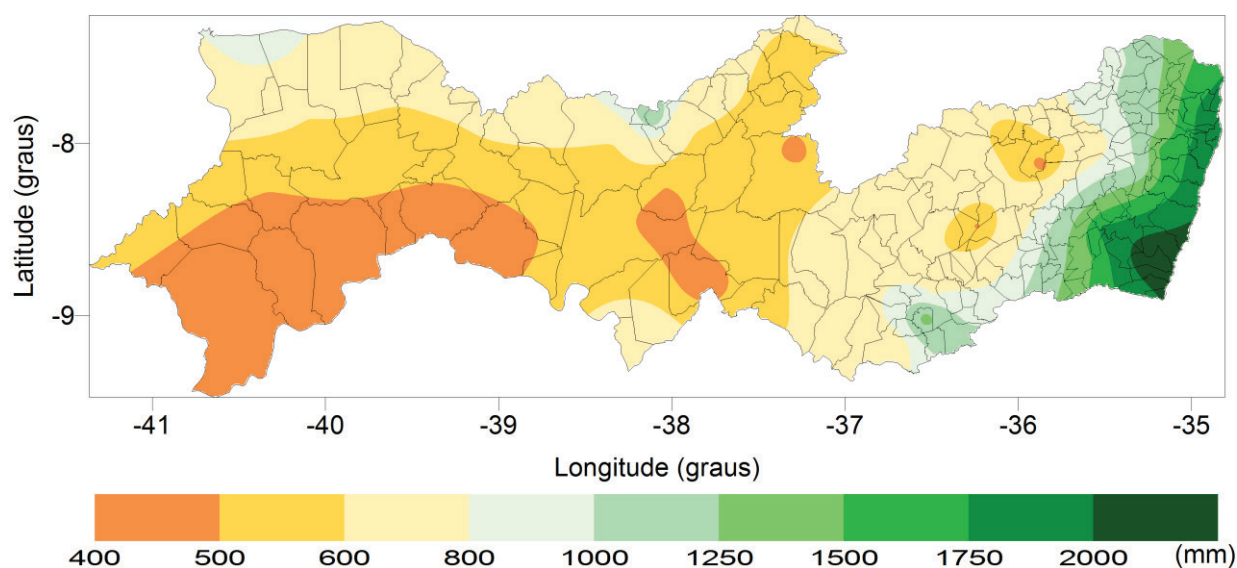 -8
-9
Latitude (graus)
-41 -40 -39 -38 -37 -36 -35
Longitude (graus)
400 500 600 800 1000 1250 1500 1750 2000 (mm)